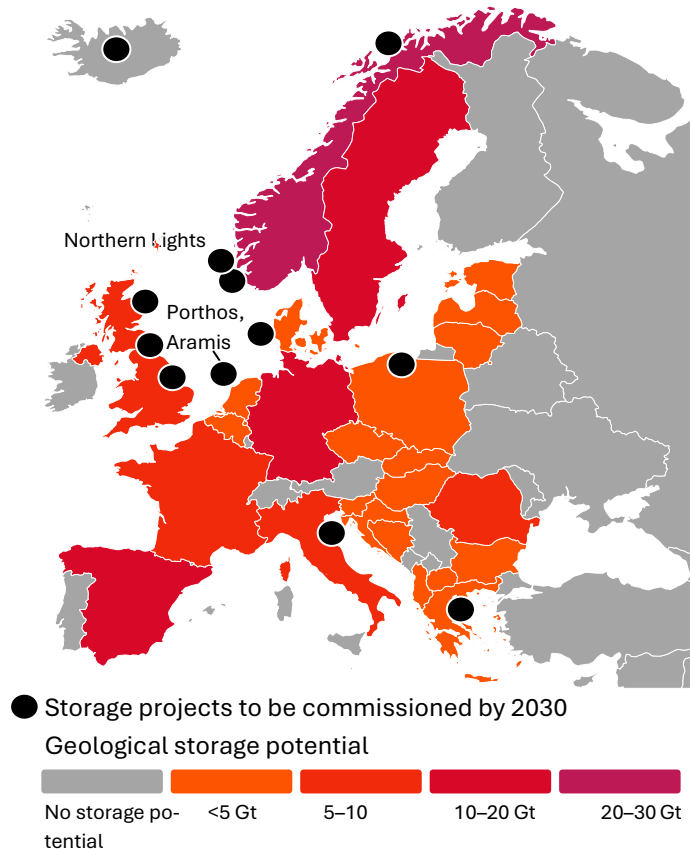 Northern Lights
Porthos,
Aramis
Storage projects to be commissioned by 2030
Geological storage potential
No storage po-
tential
<5 Gt
5–10
10–20 Gt
20–30 Gt